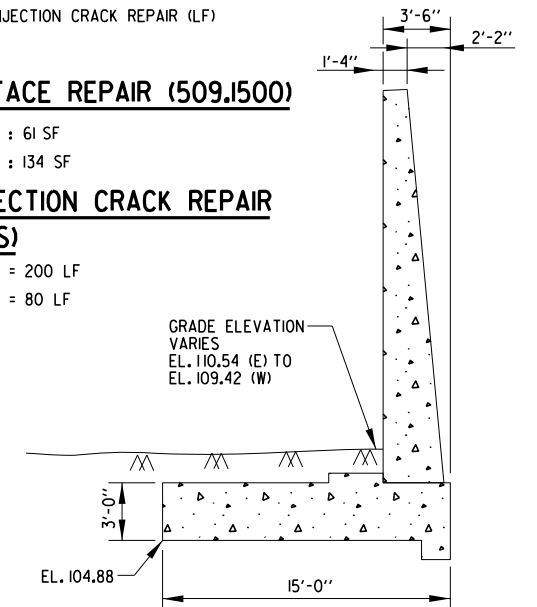 NJECTION CRACK REPAIR (LF)
3'-6"
2'-2"
1'-4"
FACE REPAIR (509.1500)
: 61 SF
: 134 SF
ECTION CRACK REPAIR
S)
= 200 LF
= 80 LF
GRADE ELEVATION
VARIES
EL.110.54 (E) TO
EL.109.42 (W)
3'-0"
EL. 104.88
15'-0"